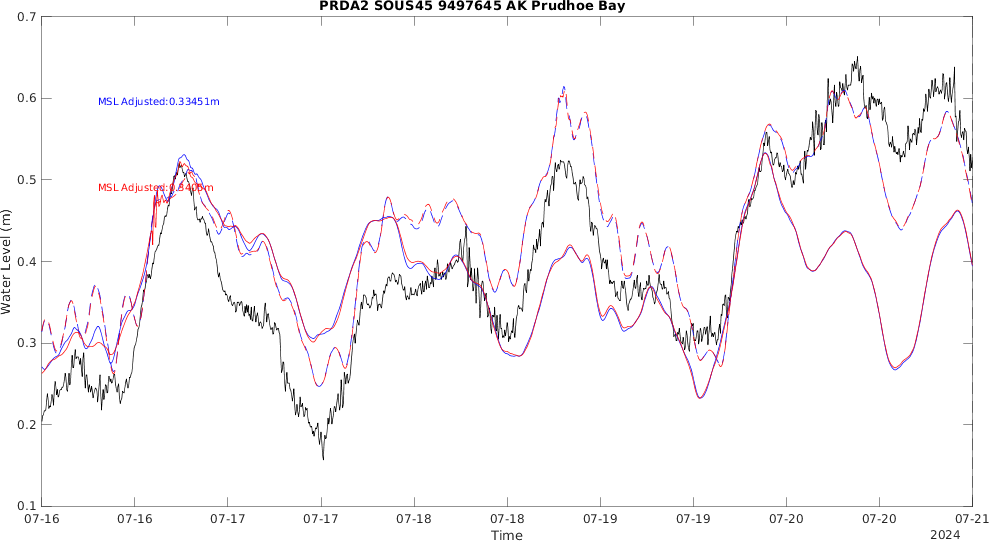 PRDA2 SOUS45 9497645 AK Prudhoe Bay
0.7
0.6
0.5
0.4
0.3
0.2
0.1
Water Level (m)
MSL Adjusted:0.33451m
MSL Adjusted:
07-16 07-16 07-17 07-17 07-18 07-18 07-19 07-19 07-20 07-20 07-21
Time
2024